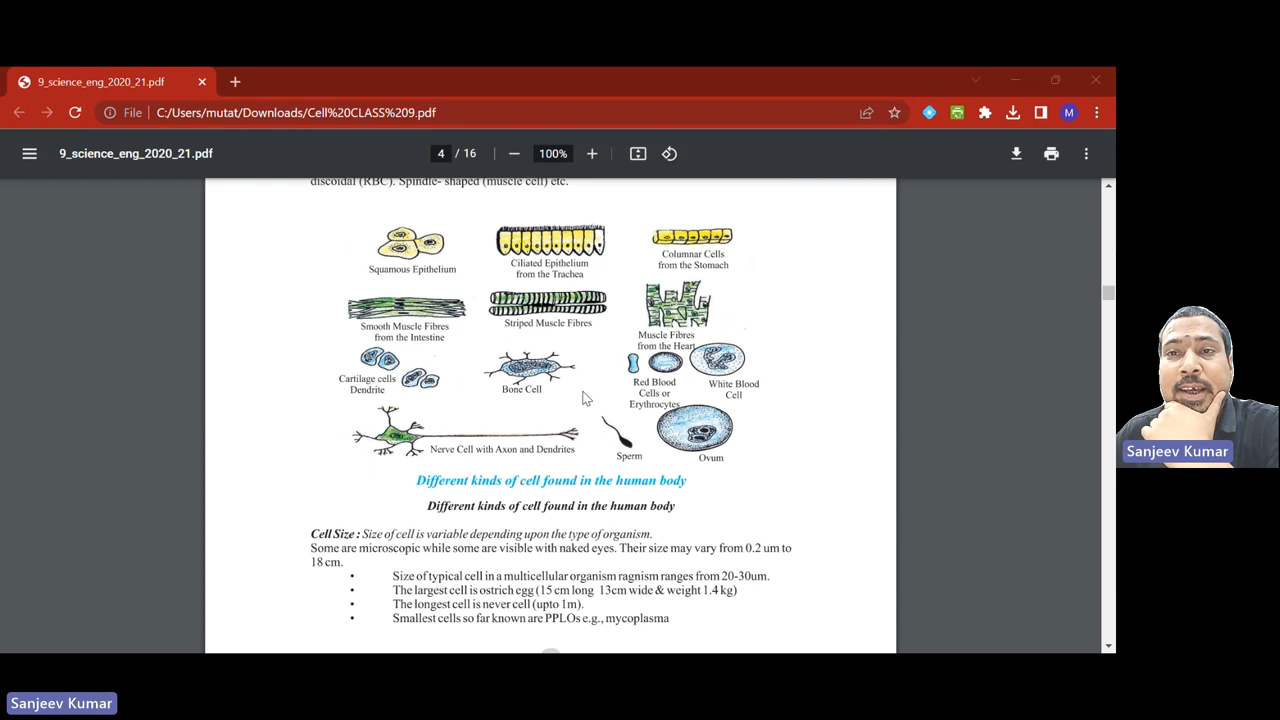 9_science_eng_2020_21.pdf
File
C:/Users/mutat/Downloads/Cell%20CLASS%209.pdf
M
9_science_eng_2020_21.pdf
4 / 16
100%
discoidal (RBC). Spindle- shaped (muscle cell) etc.
Squamous Epithelium
Ciliated Epithelium
from the Trachea
Columnar Cells
from the Stomach
Smooth Muscle Fibres
from the Intestine
Striped Muscle Fibres
Muscle Fibres
from the Heart
Cartilage cells
Dendrite
Bone Cell
Red Blood
Cells or
Erythrocytes
White Blood
Cell
Nerve Cell with Axon and Dendrites
Sperm
Ovum
Different kinds of cell found in the human body
Different kinds of cell found in the human body
Cell Size : Size of cell is variable depending upon the type of organism.
Some are microscopic while some are visible with naked eyes. Their size may vary from 0.2 um to
18 cm.
• Size of typical cell in a multicellular organism ragnism ranges from 20-30um.
• The largest cell is ostrich egg (15 cm long 13cm wide & weight 1.4 kg)
• The longest cell is never cell (upto 1m).
• Smallest cells so far known are PPLOs e.g., mycoplasma
Sanjeev Kumar
Sanjeev Kumar